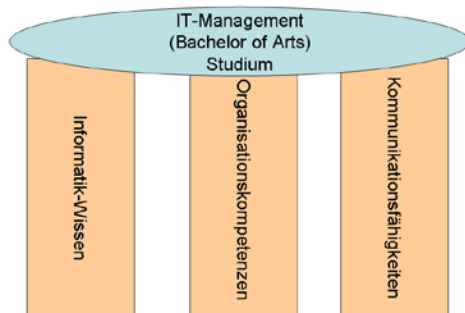 IT-Management
(Bachelor of Arts)
Studium
Informatik-Wissen
Organisationskompetenzen
Kommunikationsfähigkeiten